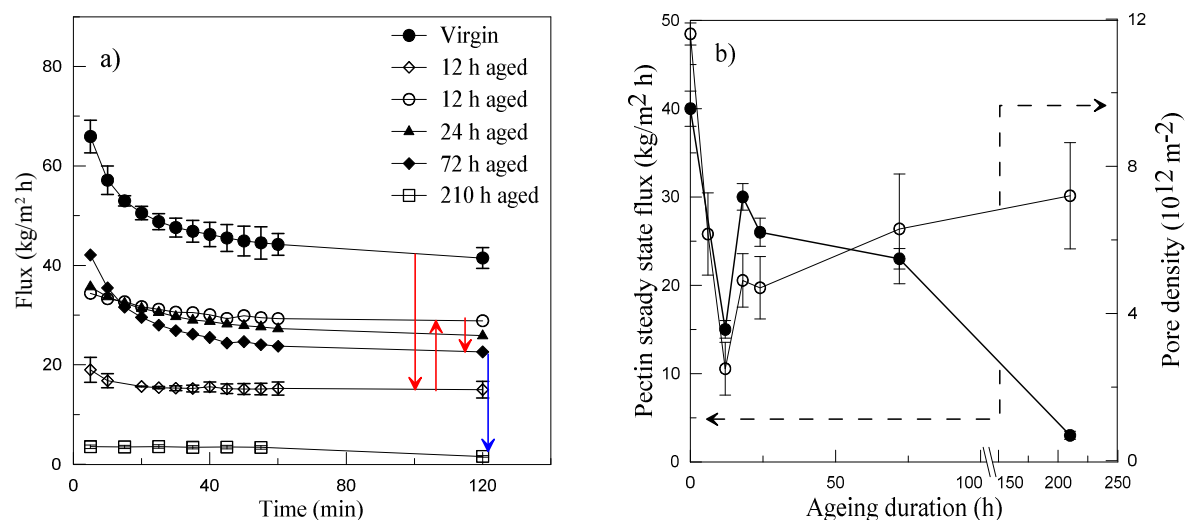 a)
Virgin
12 h aged
12 h aged
24 h aged
72 h aged
210 h aged
80
60
40
20
0
Flux (kg/m² h)
0
40
80
120
Time (min)
b)
50
40
30
20
10
0
Pectin steady state flux (kg/m² h)
12
8
4
0
Pore density (10¹² m⁻²)
0
25
50
75
100
150
200
250
Ageing duration (h)